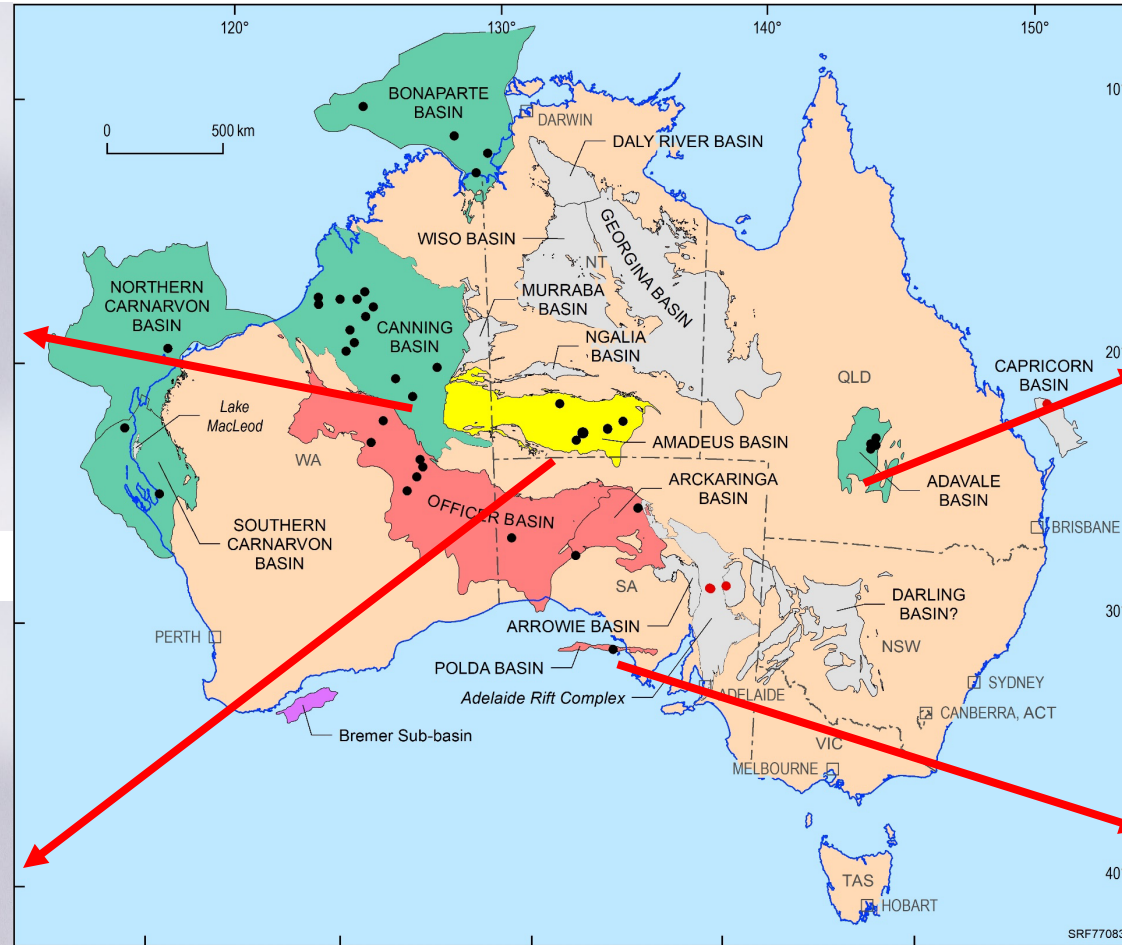 120°
130°
140°
150°
10°
BONAPARTE
BASIN
DARWIN
0
500 km
DALY RIVER BASIN
GEORGINA BASIN
WISO BASIN
NT
NORTHERN
CARNARVON
BASIN
MURRABA
BASIN
CANNING
BASIN
NGALIA
BASIN
20°
CAPRICORN
BASIN
QLD
Lake
MacLEOD
AMADEUS BASIN
WA
ARCKARINGA
BASIN
ADAVALE
BASIN
OFFICER BASIN
SOUTHERN
CARNARVON
BASIN
BRISBANE
SA
DARLING
BASIN?
30°
ARROWIE BASIN
NSW
PERTH
POLDA BASIN
SYDNEY
Adelaide Rift Complex
ADELAIDE
CANBERRA, ACT
Bremer Sub-basin
VIC
MELBOURNE
40°
TAS
HOBART
SRF77083